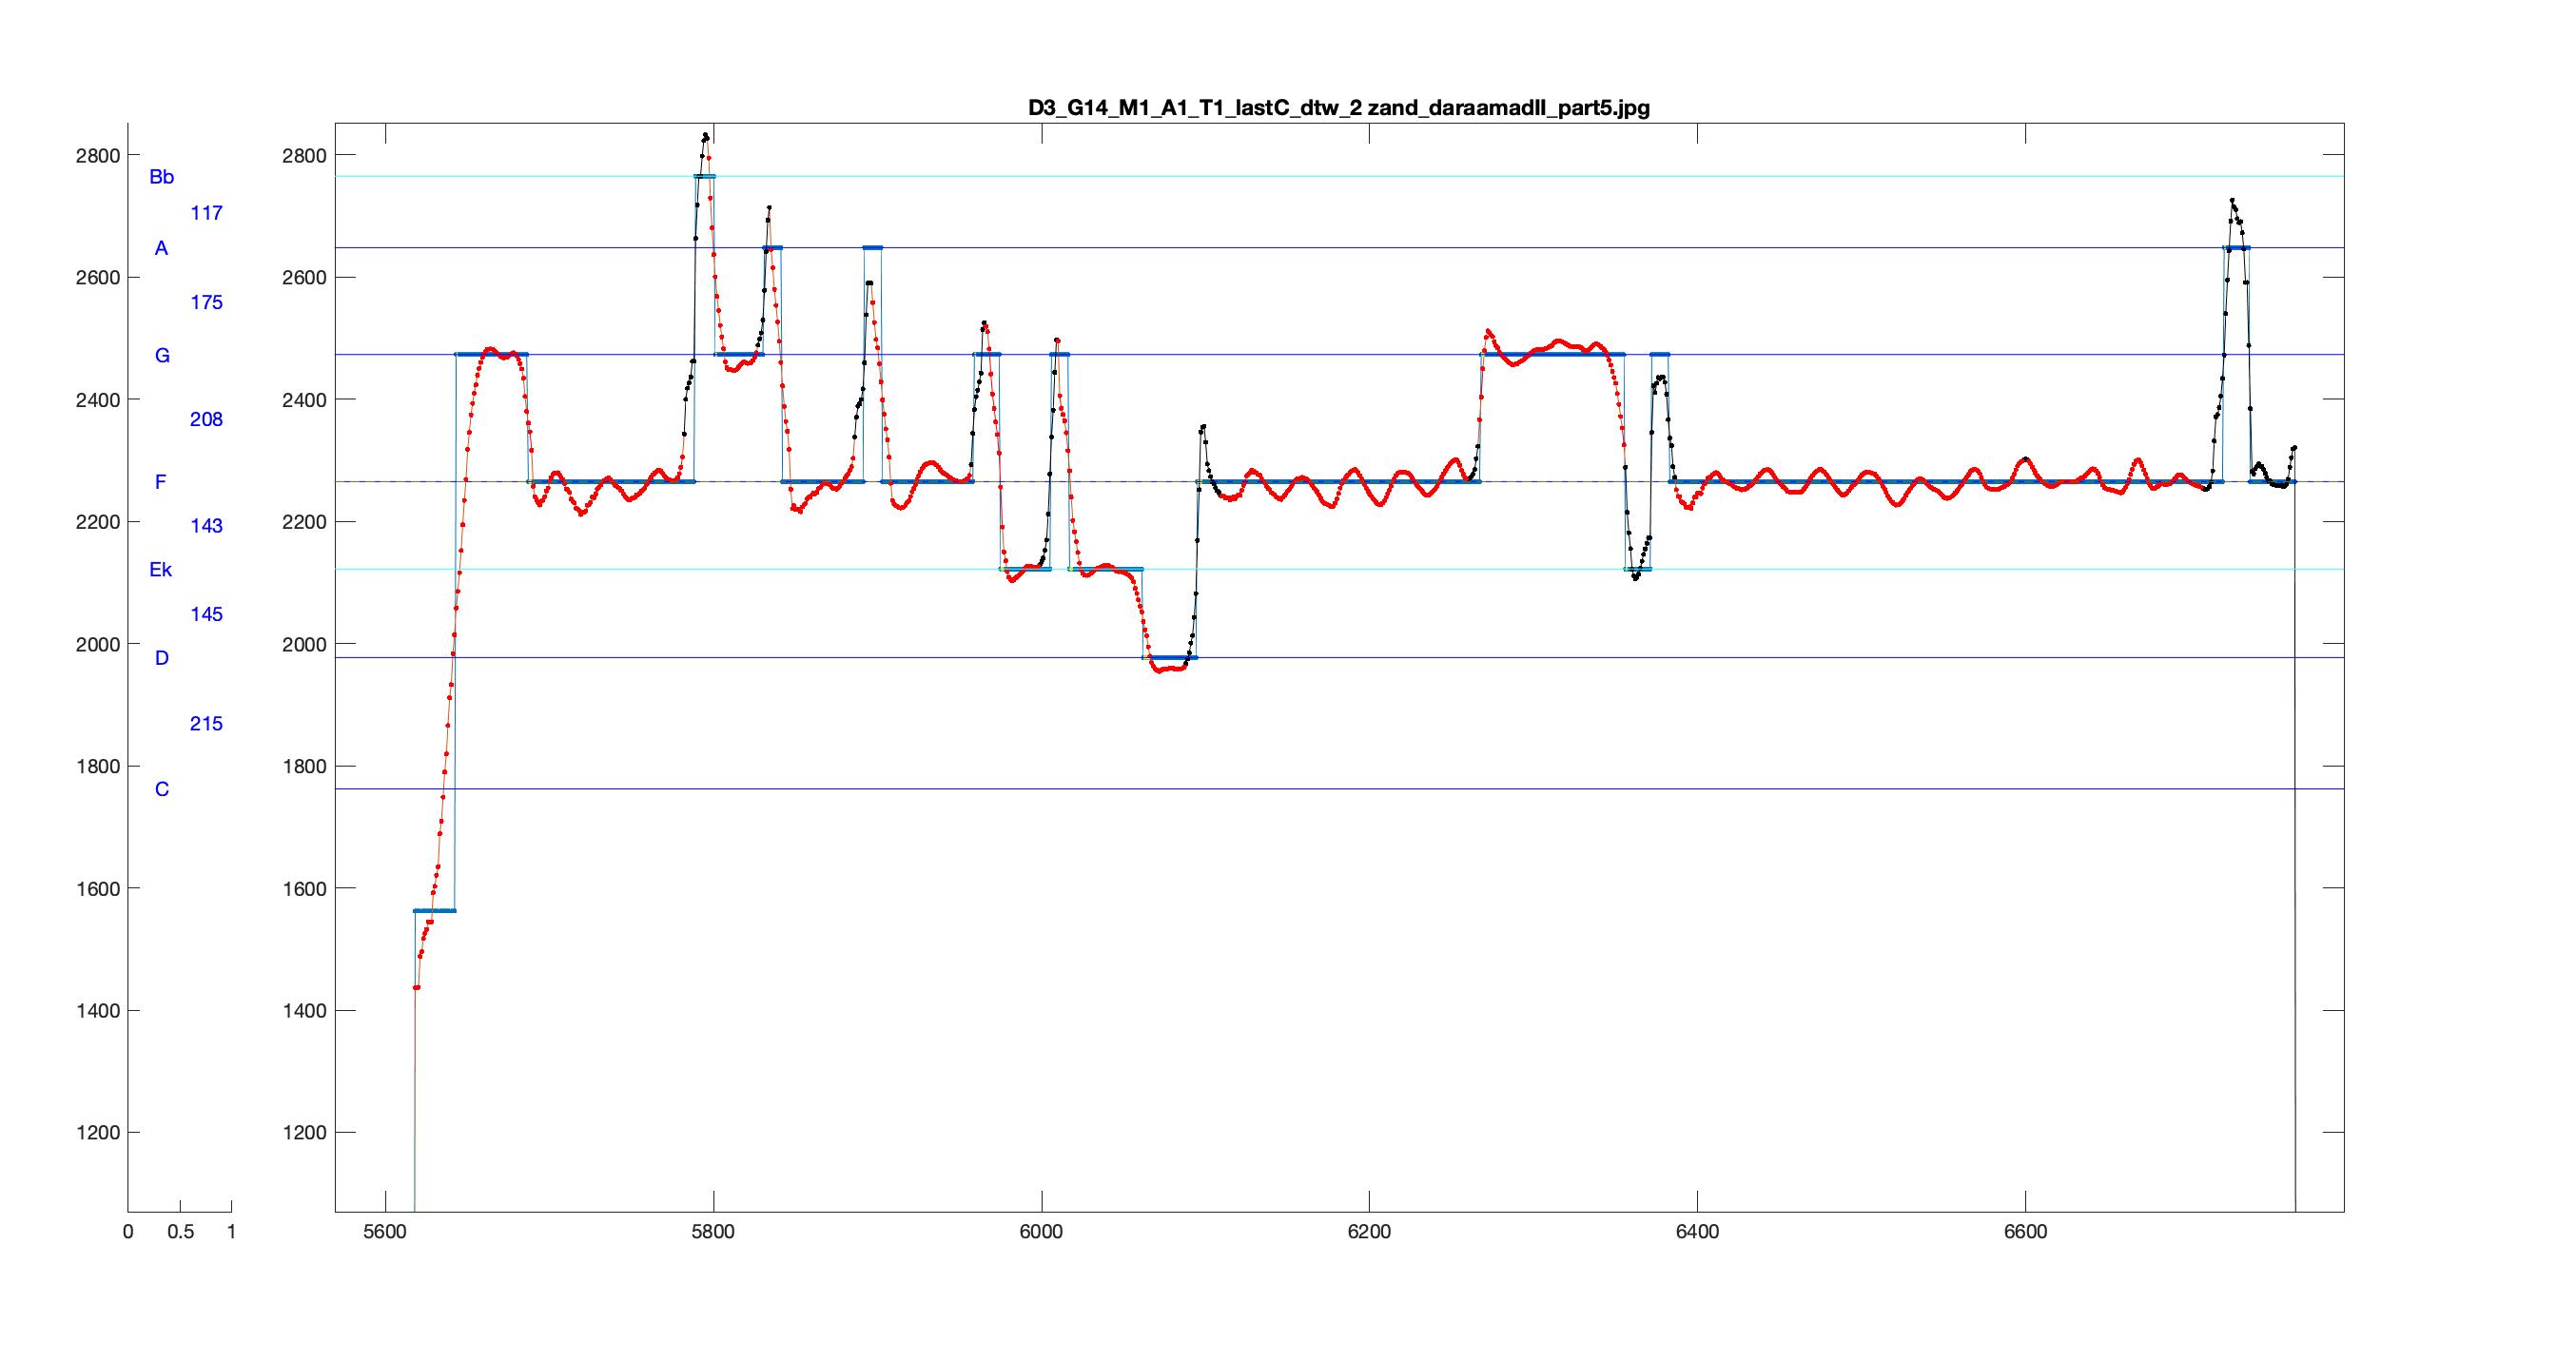 D3_G14_M1_A1_T1_lastC_dtw_2 zand_daraamadII_part5.jpg
2800 2800
Bb
117
A
2600 2600
175
G
2400 2400
208
F
2200 2200
143
Ek
145
2000 2000
D
215
1800 1800
C
1600 1600
1400 1400
1200 1200
0 0.5 1 5600 5800 6000 6200 6400 6600